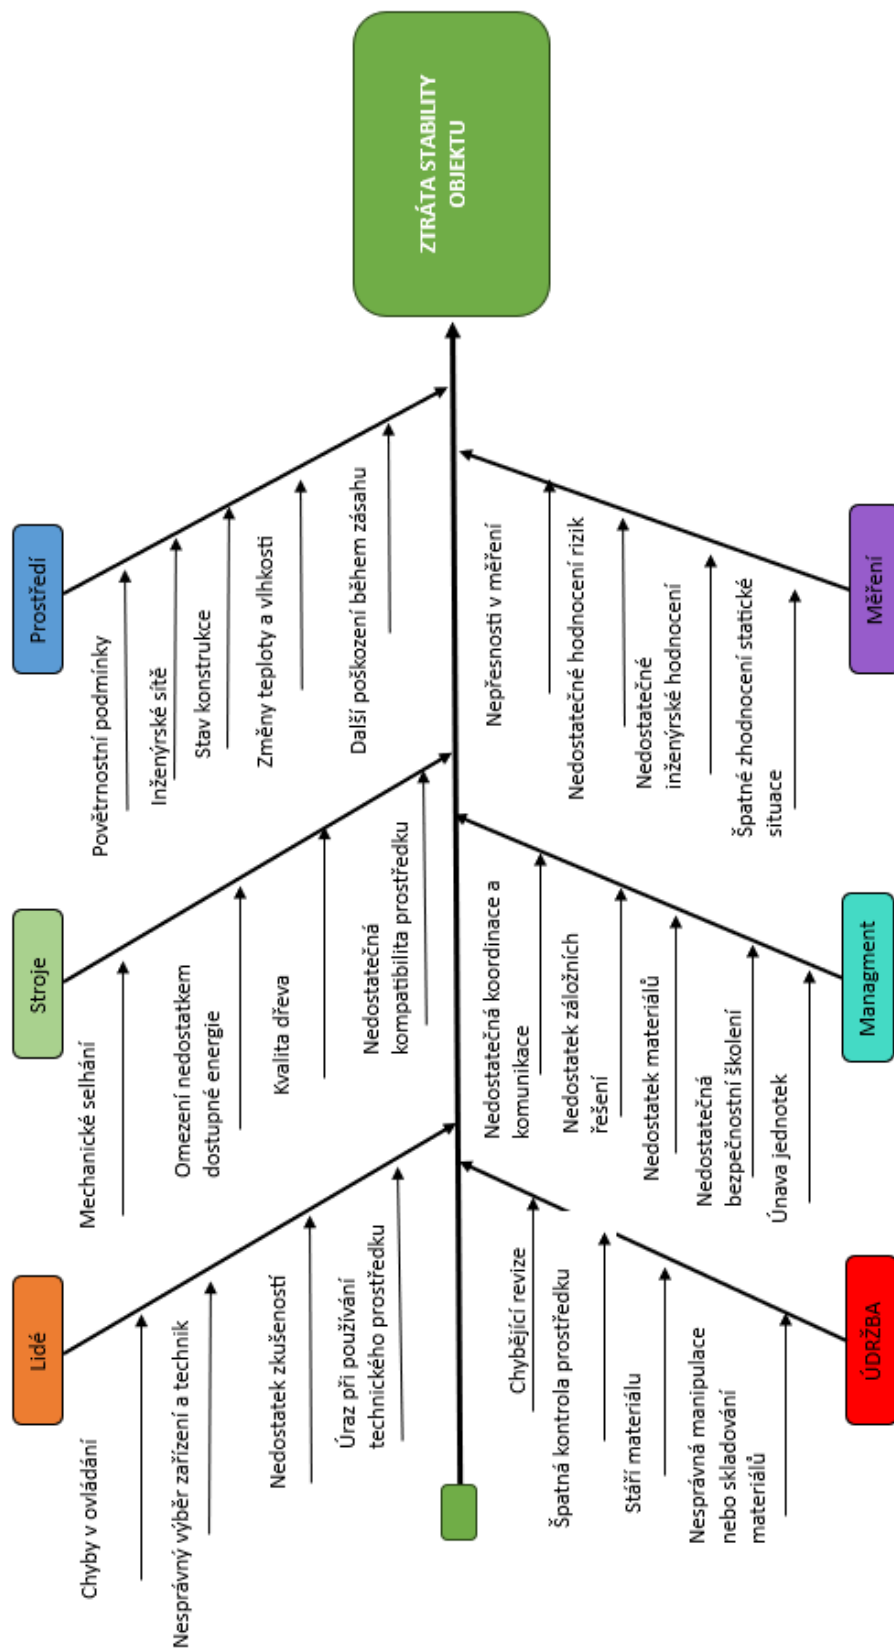 Lidé
Chyby v ovládání
Nesprávný výběr zařízení a technik
Nedostatek zkušeností
Úraz při používání
technického prostředku
Stroje
Mechanické selhání
Omezení nedostatkem
dostupné energie
Kvalita dřeva
Nedostatečná
kompatibilita prostředku
Prostředí
Povětrnostní podmínky
Inženýrské sítě
Stav konstrukce
Změny teploty a vlhkosti
Další poškození během zásahu
ZTRÁTA STABILITY
OBJEKTU
Chybějící revize
Špatná kontrola prostředku
Stáří materiálu
Nesprávná manipulace
nebo skladování
materiálů
ÚDRŽBA
Nedostatečná koordinace a
komunikace
Nedostatek záložních
řešení
Nedostatek materiálů
Nedostatečná
bezpečnostní školení
Únava jednotek
Managment
Nepřesnosti v měření
Nedostatečné hodnocení rizik
Nedostatečné
inženýrské hodnocení
Špatné zhodnocení statické
situace
Měření